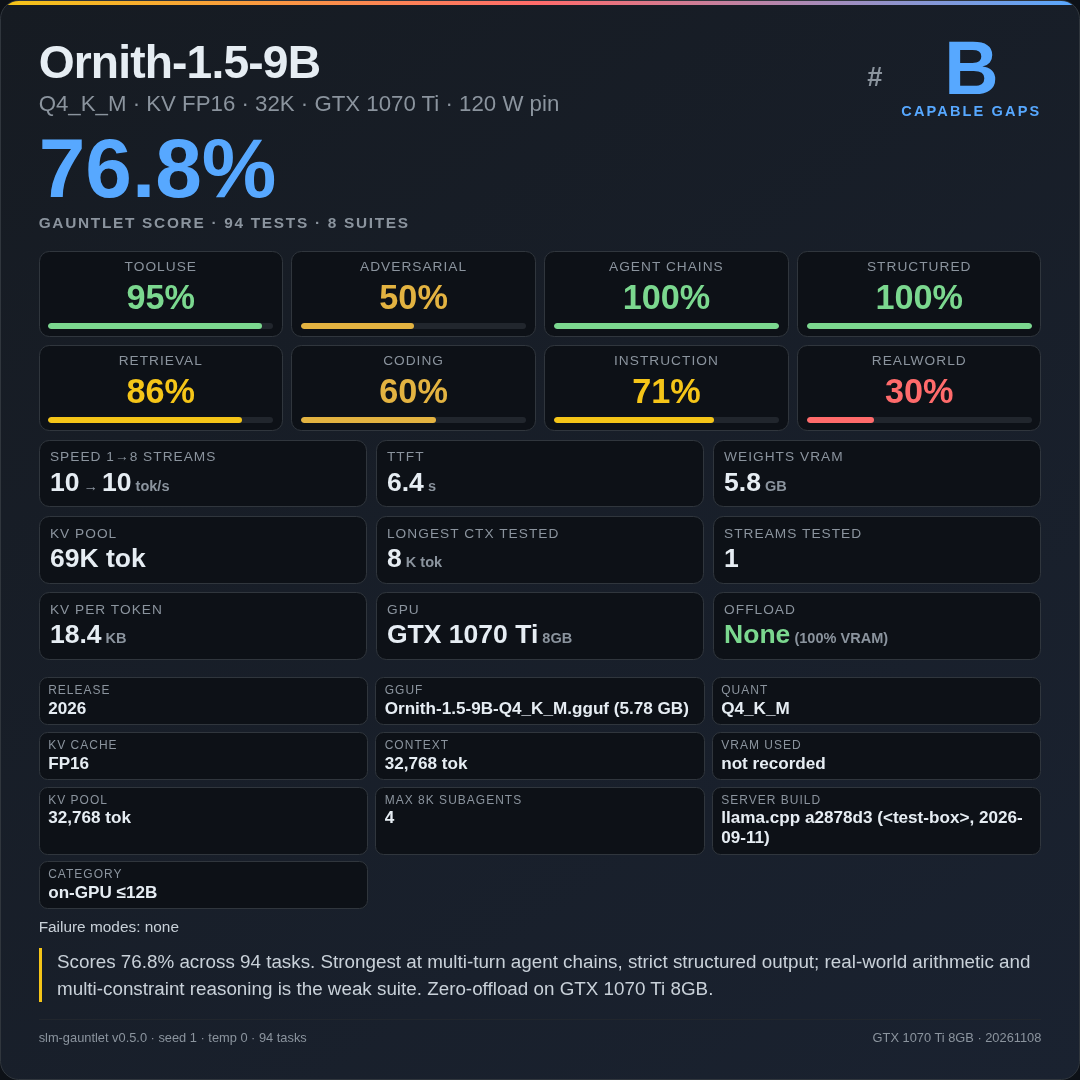 Ornith-1.5-9B
Q4_K_M · KV FP16 · 32K · GTX 1070 Ti · 120 W pin
#
B
CAPABLE GAPS
76.8%
GAUNTLET SCORE · 94 TESTS · 8 SUITES
TOOLUSE
95%
ADVERSARIAL
50%
AGENT CHAINS
100%
STRUCTURED
100%
RETRIEVAL
86%
CODING
60%
INSTRUCTION
71%
REALWORLD
30%
SPEED 1→8 STREAMS
10 → 10 tok/s
TTFT
6.4 s
WEIGHTS VRAM
5.8 GB
KV POOL
69K tok
LONGEST CTX TESTED
8 K tok
STREAMS TESTED
1
KV PER TOKEN
18.4 KB
GPU
GTX 1070 Ti 8GB
OFFLOAD
None (100% VRAM)
RELEASE
2026
GGUF
Ornith-1.5-9B-Q4_K_M.gguf (5.78 GB)
QUANT
Q4_K_M
KV CACHE
FP16
CONTEXT
32,768 tok
VRAM USED
not recorded
KV POOL
32,768 tok
MAX 8K SUBAGENTS
4
SERVER BUILD
llama.cpp a2878d3 (<test-box>, 2026-
09-11)
CATEGORY
on-GPU ≤12B
Failure modes: none
Scores 76.8% across 94 tasks. Strongest at multi-turn agent chains, strict structured output; real-world arithmetic and
multi-constraint reasoning is the weak suite. Zero-offload on GTX 1070 Ti 8GB.
slm-gauntlet v0.5.0 · seed 1 · temp 0 · 94 tasks
GTX 1070 Ti 8GB · 20261108